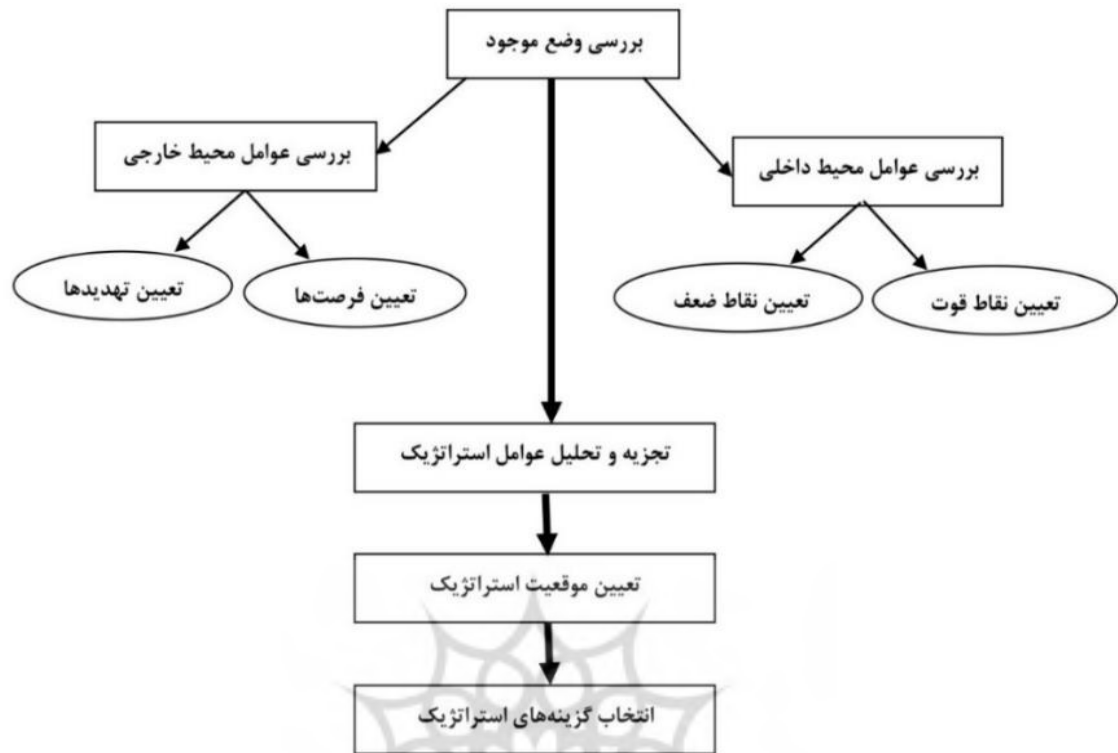 بررسی وضع موجود
بررسی عوامل محیط داخلی
بررسی عوامل محیط خارجی
تعیین نقاط قوت
تعیین نقاط ضعف
تعیین فرصت‌ها
تعیین تهدیدها
تجزیه و تحلیل عوامل استراتژیک
تعیین موقعیت استراتژیک
انتخاب گزینه‌های استراتژیک